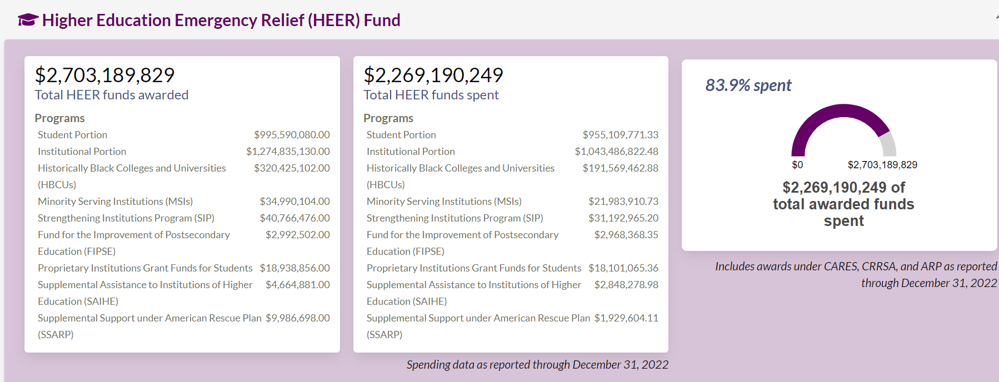 Higher Education Emergency Relief (HEER) Fund
$2,703,189,829
Total HEER funds awarded
Programs
Student Portion $995,590,080.00
Institutional Portion $1,274,835,130.00
Historically Black Colleges and Universities $320,425,102.00
(HBCUs)
Minority Serving Institutions (MSIs) $34,990,104.00
Strengthening Institutions Program (SIP) $40,766,476.00
Fund for the Improvement of Postsecondary $2,992,502.00
Education (FIPSE)
Proprietary Institutions Grant Funds for Students $18,938,856.00
Supplemental Assistance to Institutions of Higher $4,664,881.00
Education (SAIHE)
Supplemental Support under American Rescue Plan $9,986,698.00
(SSARP)
$2,269,190,249
Total HEER funds spent
Programs
Student Portion $955,109,771.33
Institutional Portion $1,043,486,822.48
Historically Black Colleges and Universities $191,569,462.88
(HBCUs)
Minority Serving Institutions (MSIs) $21,983,910.73
Strengthening Institutions Program (SIP) $31,192,965.20
Fund for the Improvement of Postsecondary $2,968,368.35
Education (FIPSE)
Proprietary Institutions Grant Funds for Students $18,101,065.36
Supplemental Assistance to Institutions of Higher $2,848,278.98
Education (SAIHE)
Supplemental Support under American Rescue Plan $1,929,604.11
(SSARP)
Spending data as reported through December 31, 2022
83.9% spent
$0 $2,703,189,829
$2,269,190,249 of
total awarded funds
spent
Includes awards under CARES, CRRSA, and ARP as reported
through December 31, 2022